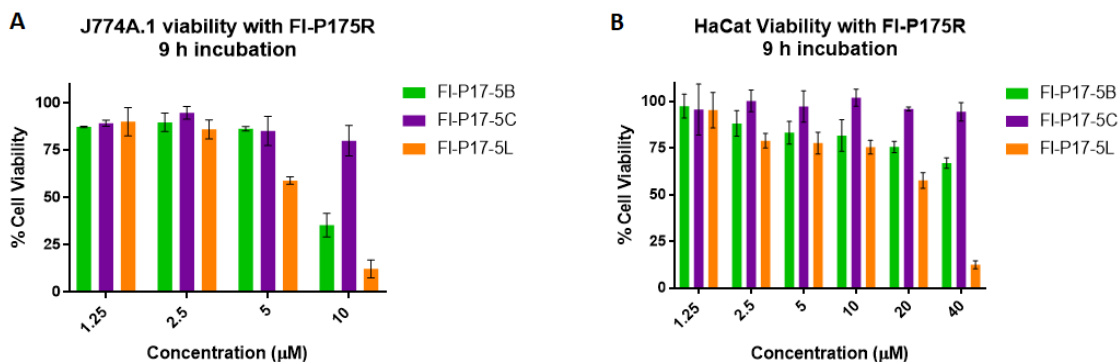 A
J774A.1 viability with FI-P175R
9 h incubation
% Cell Viability
100
75
50
25
0
1.25
2.5
5
10
Concentration (μM)
FI-P17-5B
FI-P17-5C
FI-P17-5L
B
HaCat Viability with FI-P175R
9 h incubation
% Cell Viability
100
75
50
25
0
1.25
2.5
5
10
20
40
Concentration (μM)
FI-P17-5B
FI-P17-5C
FI-P17-5L